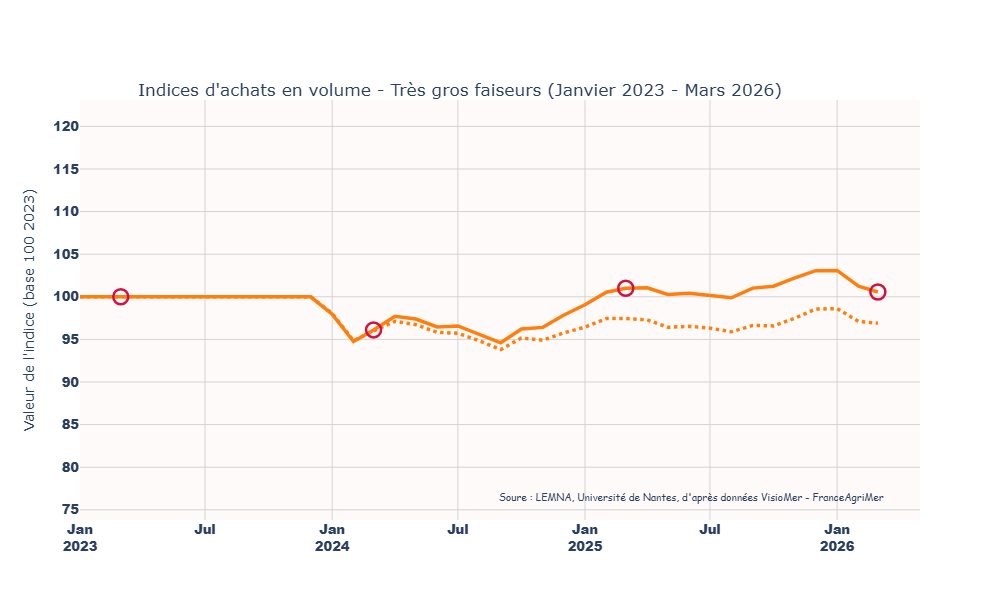 Indices d'achats en volume - Très gros faiseurs (Janvier 2023 - Mars 2026)
Valeur de l'indice (base 100 2023)
120
115
110
105
100
95
90
85
80
75
Soure : LEMNA, Université de Nantes, d'après données VisioMer - FranceAgriMer
Jan Jul Jan Jul Jan Jul Jan
2023 2024 2025 2026